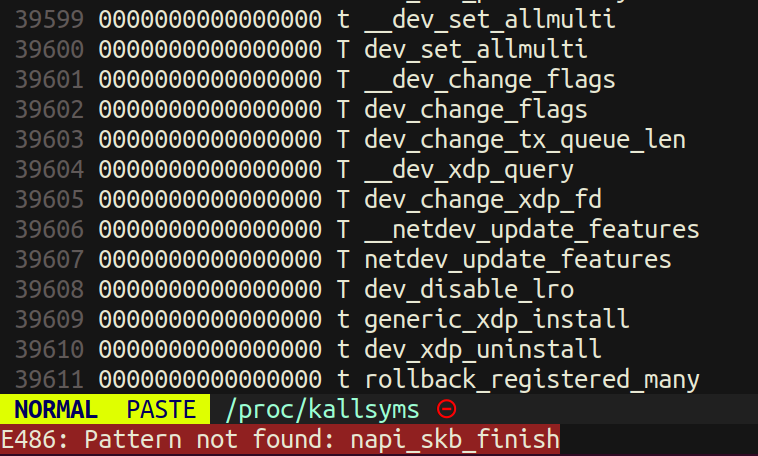 39599 0000000000000000 t __dev_set_allmulti
39600 0000000000000000 T dev_set_allmulti
39601 0000000000000000 T __dev_change_flags
39602 0000000000000000 T dev_change_flags
39603 0000000000000000 T dev_change_tx_queue_len
39604 0000000000000000 T __dev_xdp_query
39605 0000000000000000 T dev_change_xdp_fd
39606 0000000000000000 T __netdev_update_features
39607 0000000000000000 T netdev_update_features
39608 0000000000000000 T dev_disable_lro
39609 0000000000000000 t generic_xdp_install
39610 0000000000000000 t dev_xdp_uninstall
39611 0000000000000000 t rollback_registered_many
NORMAL PASTE /proc/kallsyms
E486: Pattern not found: napi_skb_finish